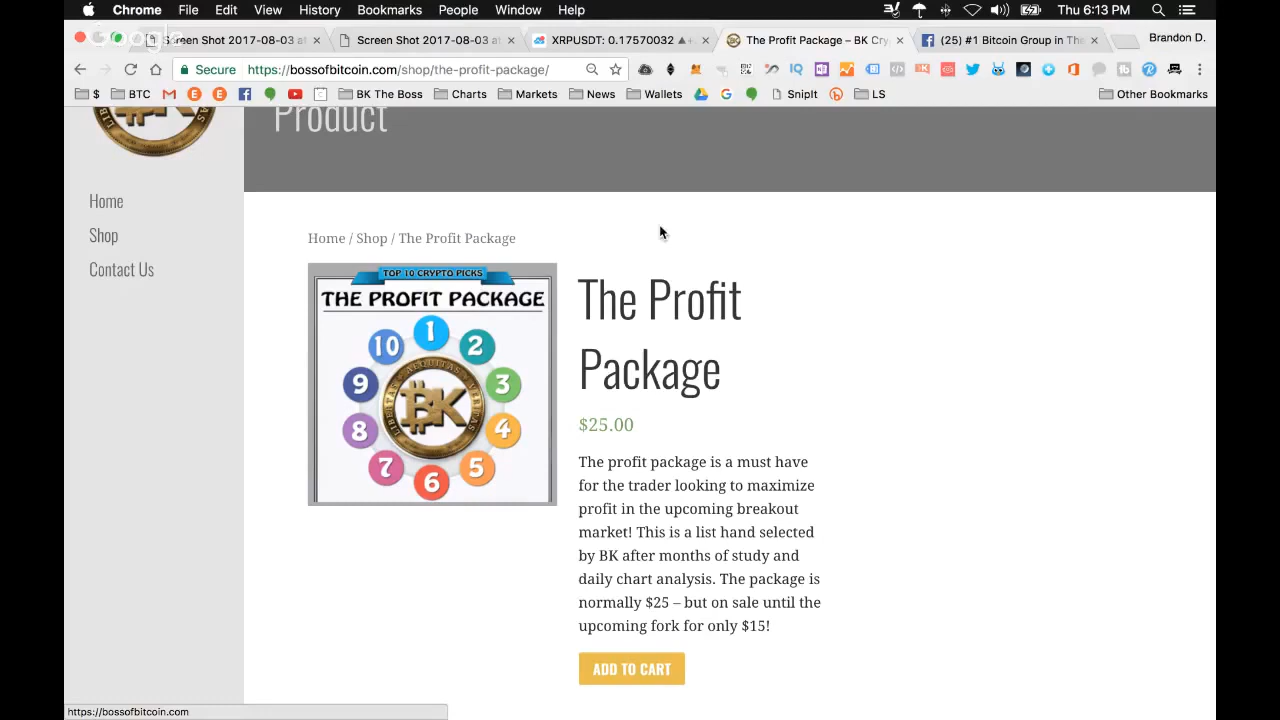 Chrome File Edit View History Bookmarks People Window Help Thu 6:13 PM
Google
Screen Shot 2017-08-03 at Screen Shot 2017-08-03 at XRPUSDT: 0.17570032 ▲+ The Profit Package – BK Cry (25) #1 Bitcoin Group in The Brandon D.
Secure https://bossofbitcoin.com/shop/the-profit-package/
$ BTC BK The Boss Charts Markets News Wallets SnipIt LS Other Bookmarks
Product
Home
Shop
Contact Us
Home / Shop / The Profit Package
TOP 10 CRYPTO PICKS
THE PROFIT PACKAGE
1
10 2
9 3
8 4
7 5
6
LIBERTAS AEQUITAS VERITAS
BK
The Profit
Package
$25.00
The profit package is a must have
for the trader looking to maximize
profit in the upcoming breakout
market! This is a list hand selected
by BK after months of study and
daily chart analysis. The package is
normally $25 – but on sale until the
upcoming fork for only $15!
ADD TO CART
https://bossofbitcoin.com